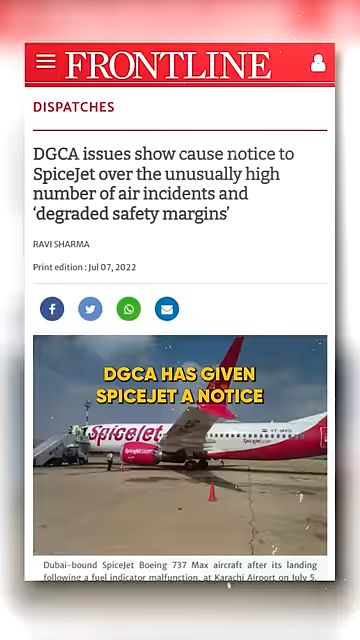 FRONTLINE
DISPATCHES
DGCA issues show cause notice to
SpiceJet over the unusually high
number of air incidents and
‘degraded safety margins’
RAVI SHARMA
Print edition : Jul 07, 2022
DGCA HAS GIVEN
SPICEJET A NOTICE
SpiceJet
spicejet.com
Dubai-bound SpiceJet Boeing 737 Max aircraft after its landing
following a fuel indicator malfunction, at Karachi Airport on July 5,